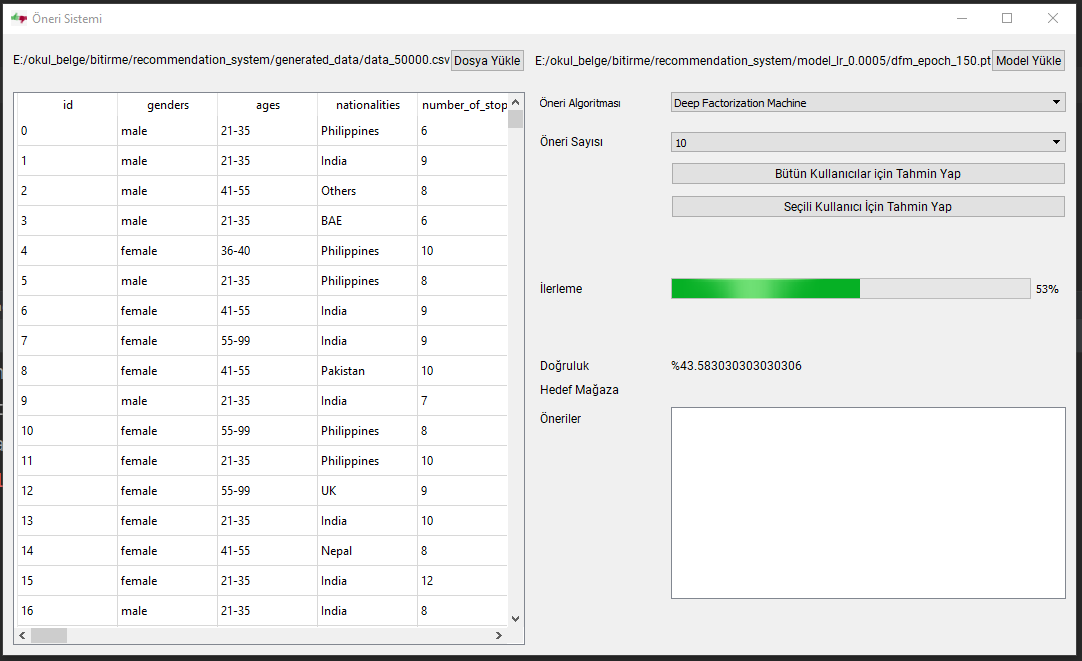 Öneri Sistemi
E:/okul_belge/bitirme/recommendation_system/generated_data/data_50000.csv Dosya Yükle E:/okul_belge/bitirme/recommendation_system/model_lr_0.0005/dfm_epoch_150.pt Model Yükle
id genders ages nationalities number_of_stop
0 male 21-35 Philippines 6
1 male 21-35 India 9
2 male 41-55 Others 8
3 male 21-35 BAE 6
4 female 36-40 Philippines 10
5 male 21-35 Philippines 8
6 female 41-55 India 9
7 female 55-99 India 9
8 female 41-55 Pakistan 10
9 male 21-35 India 7
10 female 55-99 Philippines 8
11 female 21-35 Philippines 10
12 female 55-99 UK 9
13 female 21-35 India 10
14 female 41-55 Nepal 8
15 female 21-35 India 12
16 male 21-35 India 8
Öneri Algoritması Deep Factorization Machine
Öneri Sayısı 10
Bütün Kullanıcılar için Tahmin Yap
Seçili Kullanıcı İçin Tahmin Yap
İlerleme 53%
Doğruluk %43.583030303030306
Hedef Mağaza
Öneriler